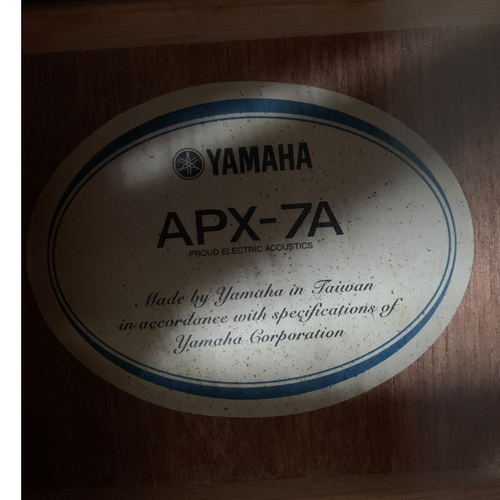 YAMAHA
APX-7A
PROUD ELECTRIC ACOUSTICS
Made by Yamaha in Taiwan
in accordance with specifications of
Yamaha Corporation